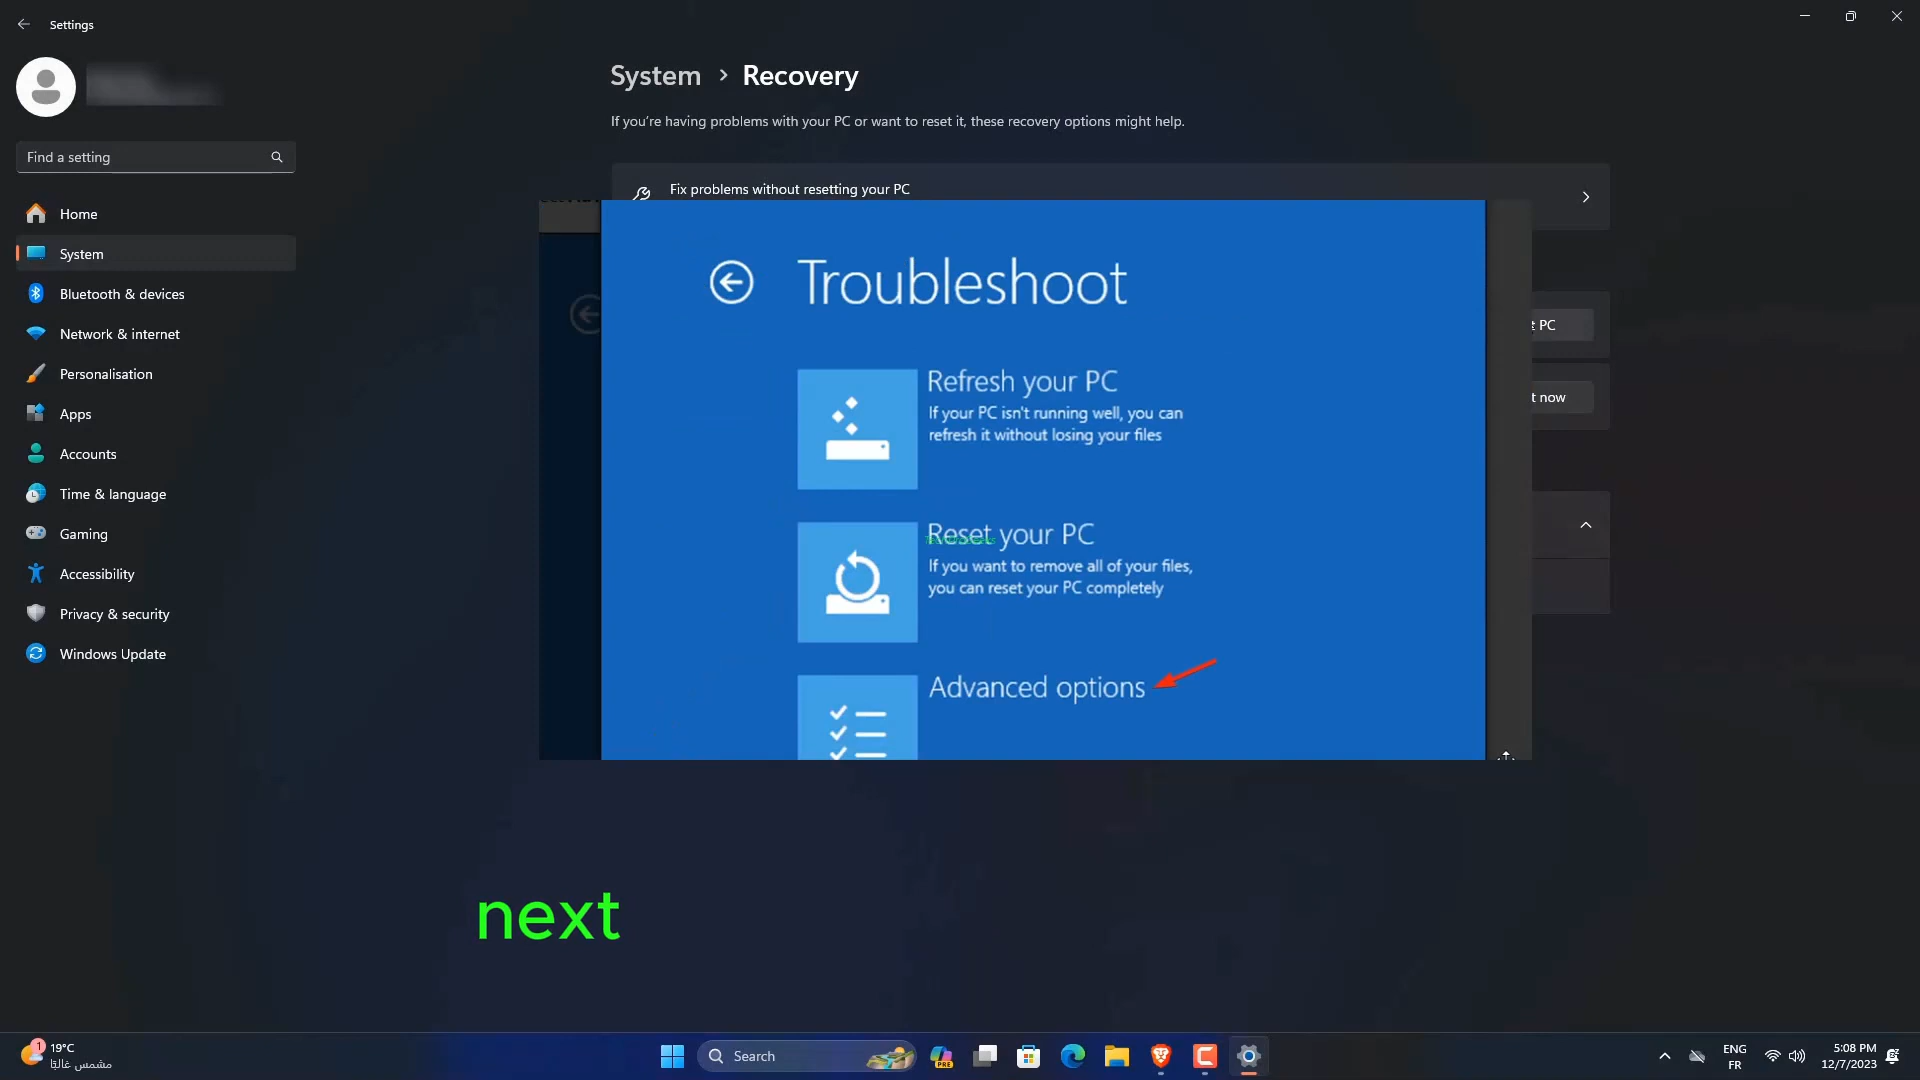 Settings
System > Recovery
If you're having problems with your PC or want to reset it, these recovery options might help.
Find a setting
Fix problems without resetting your PC
Home
System
Bluetooth & devices
Network & internet
Personalisation
Apps
Accounts
Time & language
Gaming
Accessibility
Privacy & security
Windows Update
Troubleshoot
Refresh your PC
If your PC isn't running well, you can
refresh it without losing your files
Reset your PC
If you want to remove all of your files,
you can reset your PC completely
Advanced options
PC
now
next
1
19°C
مشمس غالبًا
Search
PRE
ENG
FR
5:08 PM
12/7/2023